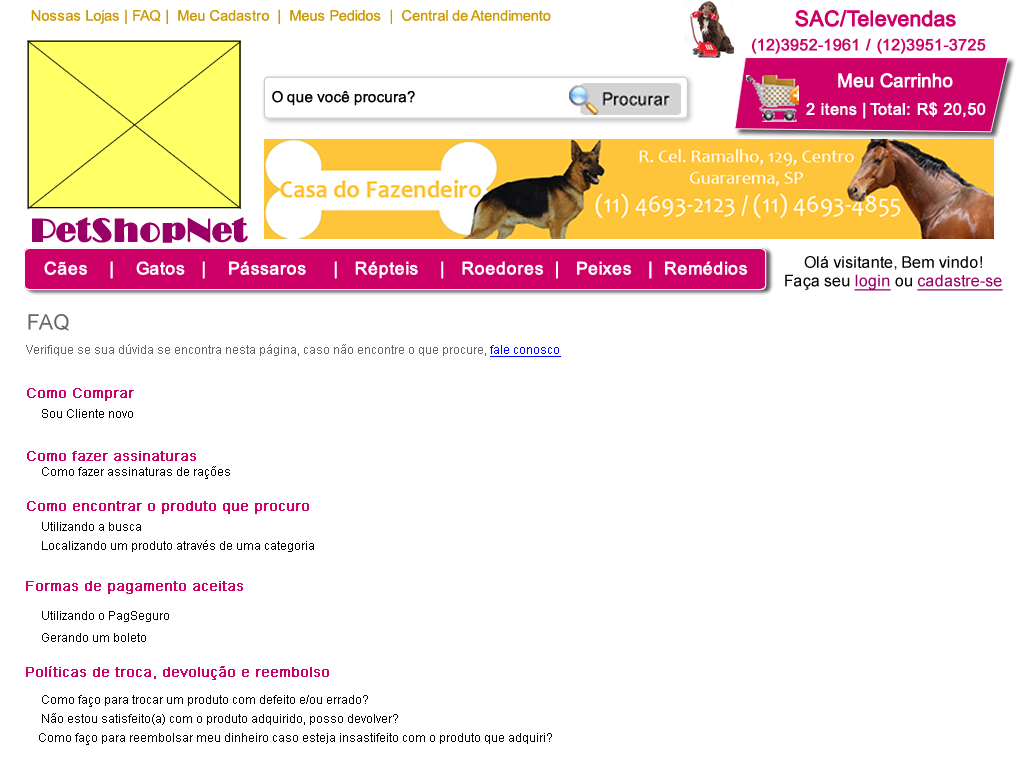 Nossas Lojas | FAQ | Meu Cadastro | Meus Pedidos | Central de Atendimento
SAC/Televendas
(12)3952-1961 / (12)3951-3725
O que você procura?
Procurar
Meu Carrinho
2 itens | Total: R$ 20,50
Casa do Fazendeiro
R. Cel. Ramalho, 129, Centro
Guararema, SP
(11) 4693-2123 / (11) 4693-4855
PetShopNet
Cães | Gatos | Pássaros | Répteis | Roedores | Peixes | Remédios
Olá visitante, Bem vindo!
Faça seu login ou cadastre-se
FAQ
Verifique se sua dúvida se encontra nesta página, caso não encontre o que procure, fale conosco
Como Comprar
Sou Cliente novo
Como fazer assinaturas
Como fazer assinaturas de rações
Como encontrar o produto que procuro
Utilizando a busca
Localizando um produto através de uma categoria
Formas de pagamento aceitas
Utilizando o PagSeguro
Gerando um boleto
Políticas de troca, devolução e reembolso
Como faço para trocar um produto com defeito e/ou errado?
Não estou satisfeito(a) com o produto adquirido, posso devolver?
Como faço para reembolsar meu dinheiro caso esteja insastifeito com o produto que adquiri?